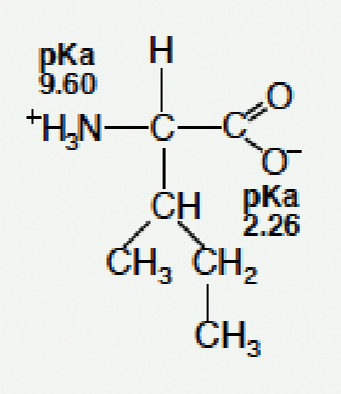 pKa H
9.60
⁺H₃N C C O
O⁻
CH pKa
2.26
CH₃ CH₂
CH₃